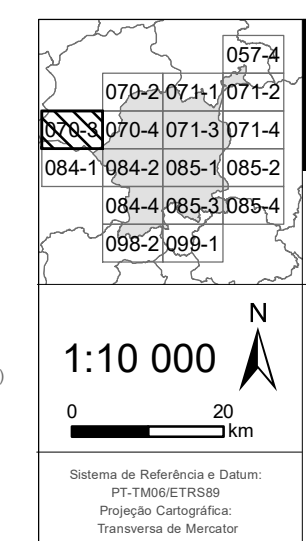 057-4
070-2 071-1 071-2
070-3 070-4 071-3 071-4
084-1 084-2 085-1 085-2
084-4 085-3 085-4
098-2 099-1
N
1:10 000
0 20
km
Sistema de Referência e Datum:
PT-TM06/ETRS89
Projeção Cartográfica:
Transversa de Mercator
)